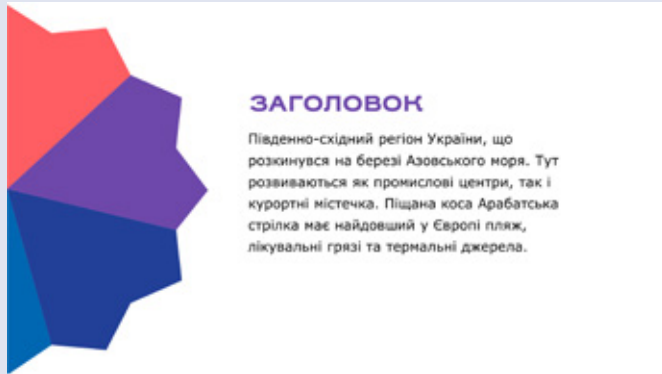 ЗАГОЛОВОК
Південно-східний регіон України, що
розкинувся на березі Азовського моря. Тут
розвиваються як промислові центри, так і
курортні містечка. Піщана коса Арабатська
стрілка має найдовший у Європі пляж,
лікувальні грязі та термальні джерела.